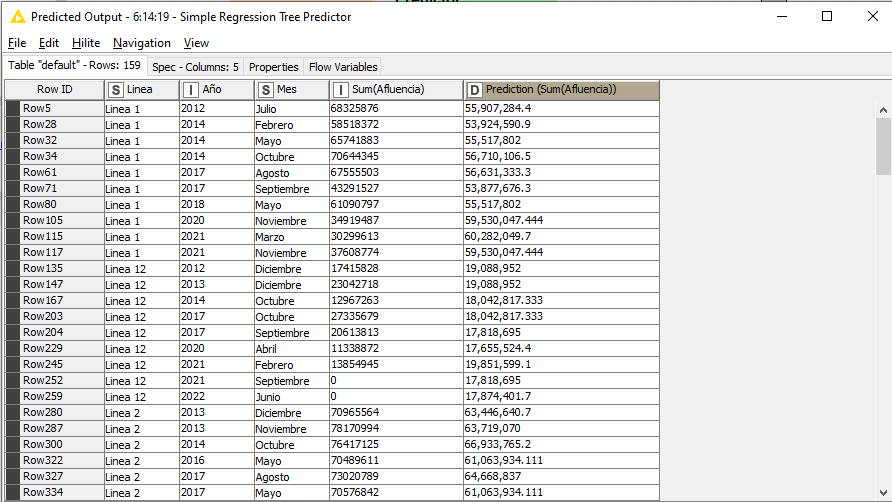 Predicted Output - 6:14:19 - Simple Regression Tree Predictor
File Edit Hilite Navigation View
Table "default" - Rows: 159 Spec - Columns: 5 Properties Flow Variables
Row ID S Linea I Año S Mes I Sum(Afluencia) D Prediction (Sum(Afluencia))
Row5 Linea 1 2012 Julio 68325876 55,907,284.4
Row28 Linea 1 2014 Febrero 58518372 53,924,590.9
Row32 Linea 1 2014 Mayo 65741883 55,517,802
Row34 Linea 1 2014 Octubre 70644345 56,710,106.5
Row61 Linea 1 2017 Agosto 67555503 56,631,333.3
Row71 Linea 1 2017 Septiembre 43291527 53,877,676.3
Row80 Linea 1 2018 Mayo 61090797 55,517,802
Row105 Linea 1 2020 Noviembre 34919487 59,530,047.444
Row115 Linea 1 2021 Marzo 30299613 60,282,049.7
Row117 Linea 1 2021 Noviembre 37608774 59,530,047.444
Row135 Linea 12 2012 Diciembre 17415828 19,088,952
Row147 Linea 12 2013 Diciembre 23042718 19,088,952
Row167 Linea 12 2014 Octubre 12967263 18,042,817.333
Row203 Linea 12 2017 Octubre 27335679 18,042,817.333
Row204 Linea 12 2017 Septiembre 20613813 17,818,695
Row229 Linea 12 2020 Abril 11338872 17,655,524.4
Row245 Linea 12 2021 Febrero 13854945 19,851,599.1
Row252 Linea 12 2021 Septiembre 0 17,818,695
Row259 Linea 12 2022 Junio 0 17,874,401.7
Row280 Linea 2 2013 Diciembre 70965564 63,446,640.7
Row287 Linea 2 2013 Noviembre 78170994 63,719,070
Row300 Linea 2 2014 Octubre 76417125 66,933,765.2
Row322 Linea 2 2016 Mayo 70489611 61,063,934.111
Row327 Linea 2 2017 Agosto 73020789 64,668,837
Row334 Linea 2 2017 Mayo 70576842 61,063,934.111